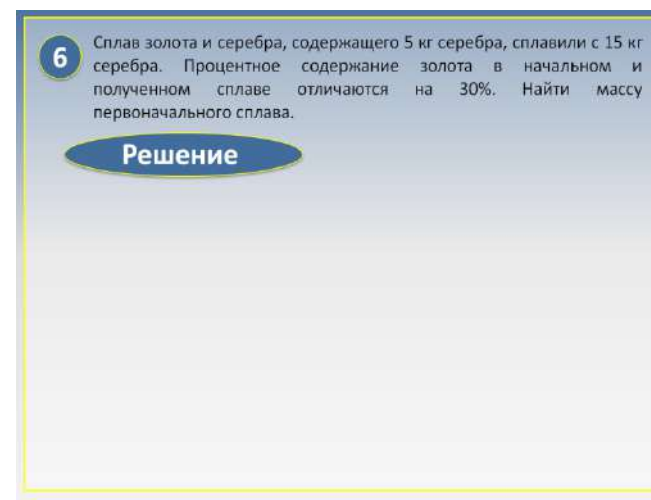 6
Сплав золота и серебра, содержащего 5 кг серебра, сплавили с 15 кг
серебра. Процентное содержание золота в начальном и
полученном сплаве отличаются на 30%. Найти массу
первоначального сплава.
Решение